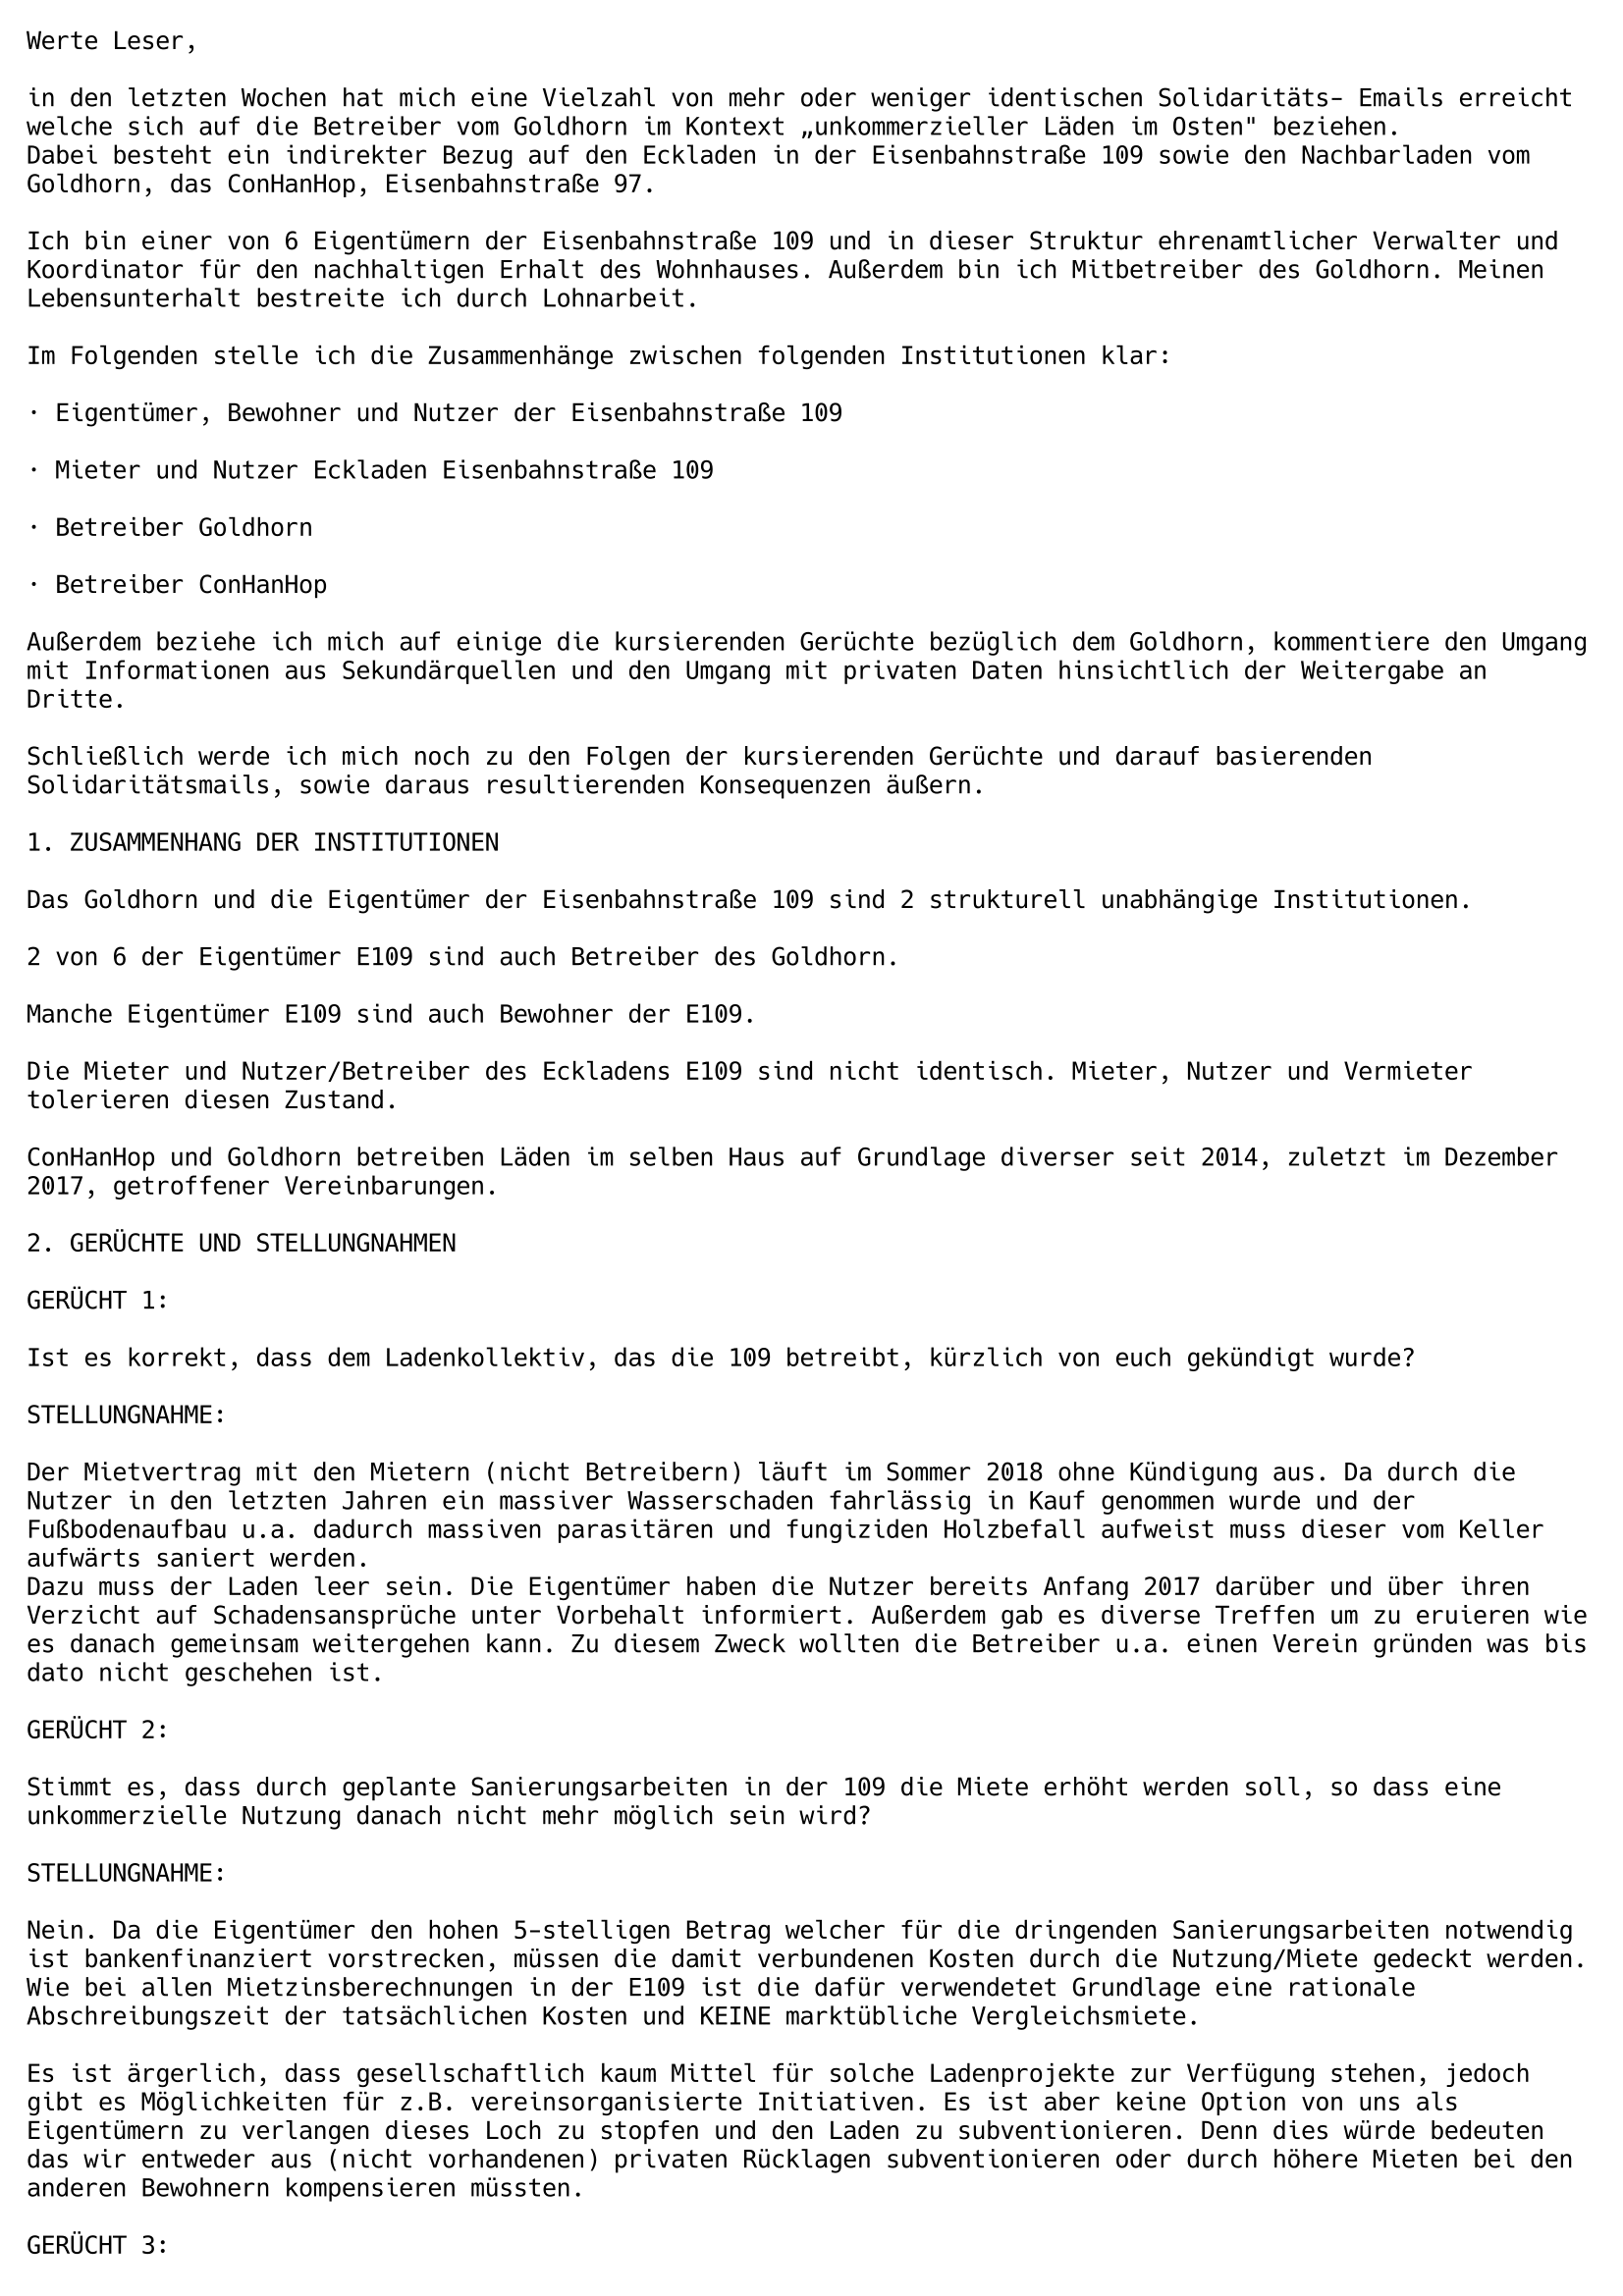 Werte Leser,
in den letzten Wochen hat mich eine Vielzahl von mehr oder weniger identischen Solidaritäts- Emails erreicht
welche sich auf die Betreiber vom Goldhorn im Kontext „unkommerzieller Läden im Osten" beziehen.
Dabei besteht ein indirekter Bezug auf den Eckladen in der Eisenbahnstraße 109 sowie den Nachbarladen vom
Goldhorn, das ConHanHop, Eisenbahnstraße 97.
Ich bin einer von 6 Eigentümern der Eisenbahnstraße 109 und in dieser Struktur ehrenamtlicher Verwalter und
Koordinator für den nachhaltigen Erhalt des Wohnhauses. Außerdem bin ich Mitbetreiber des Goldhorn. Meinen
Lebensunterhalt bestreite ich durch Lohnarbeit.
Im Folgenden stelle ich die Zusammenhänge zwischen folgenden Institutionen klar:
· Eigentümer, Bewohner und Nutzer der Eisenbahnstraße 109
· Mieter und Nutzer Eckladen Eisenbahnstraße 109
· Betreiber Goldhorn
· Betreiber ConHanHop
Außerdem beziehe ich mich auf einige die kursierenden Gerüchte bezüglich dem Goldhorn, kommentiere den Umgang
mit Informationen aus Sekundärquellen und den Umgang mit privaten Daten hinsichtlich der Weitergabe an
Dritte.
Schließlich werde ich mich noch zu den Folgen der kursierenden Gerüchte und darauf basierenden
Solidaritätsmails, sowie daraus resultierenden Konsequenzen äußern.
1. ZUSAMMENHANG DER INSTITUTIONEN
Das Goldhorn und die Eigentümer der Eisenbahnstraße 109 sind 2 strukturell unabhängige Institutionen.
2 von 6 der Eigentümer E109 sind auch Betreiber des Goldhorn.
Manche Eigentümer E109 sind auch Bewohner der E109.
Die Mieter und Nutzer/Betreiber des Eckladens E109 sind nicht identisch. Mieter, Nutzer und Vermieter
tolerieren diesen Zustand.
ConHanHop und Goldhorn betreiben Läden im selben Haus auf Grundlage diverser seit 2014, zuletzt im Dezember
2017, getroffener Vereinbarungen.
2. GERÜCHTE UND STELLUNGNAHMEN
GERÜCHT 1:
Ist es korrekt, dass dem Ladenkollektiv, das die 109 betreibt, kürzlich von euch gekündigt wurde?
STELLUNGNAHME:
Der Mietvertrag mit den Mietern (nicht Betreibern) läuft im Sommer 2018 ohne Kündigung aus. Da durch die
Nutzer in den letzten Jahren ein massiver Wasserschaden fahrlässig in Kauf genommen wurde und der
Fußbodenaufbau u.a. dadurch massiven parasitären und fungiziden Holzbefall aufweist muss dieser vom Keller
aufwärts saniert werden.
Dazu muss der Laden leer sein. Die Eigentümer haben die Nutzer bereits Anfang 2017 darüber und über ihren
Verzicht auf Schadensansprüche unter Vorbehalt informiert. Außerdem gab es diverse Treffen um zu eruieren wie
es danach gemeinsam weitergehen kann. Zu diesem Zweck wollten die Betreiber u.a. einen Verein gründen was bis
dato nicht geschehen ist.
GERÜCHT 2:
Stimmt es, dass durch geplante Sanierungsarbeiten in der 109 die Miete erhöht werden soll, so dass eine
unkommerzielle Nutzung danach nicht mehr möglich sein wird?
STELLUNGNAHME:
Nein. Da die Eigentümer den hohen 5-stelligen Betrag welcher für die dringenden Sanierungsarbeiten notwendig
ist bankenfinanziert vorstrecken, müssen die damit verbundenen Kosten durch die Nutzung/Miete gedeckt werden.
Wie bei allen Mietzinsberechnungen in der E109 ist die dafür verwendetet Grundlage eine rationale
Abschreibungszeit der tatsächlichen Kosten und KEINE marktübliche Vergleichsmiete.
Es ist ärgerlich, dass gesellschaftlich kaum Mittel für solche Ladenprojekte zur Verfügung stehen, jedoch
gibt es Möglichkeiten für z.B. vereinsorganisierte Initiativen. Es ist aber keine Option von uns als
Eigentümern zu verlangen dieses Loch zu stopfen und den Laden zu subventionieren. Denn dies würde bedeuten
das wir entweder aus (nicht vorhandenen) privaten Rücklagen subventionieren oder durch höhere Mieten bei den
anderen Bewohnern kompensieren müssten.
GERÜCHT 3: